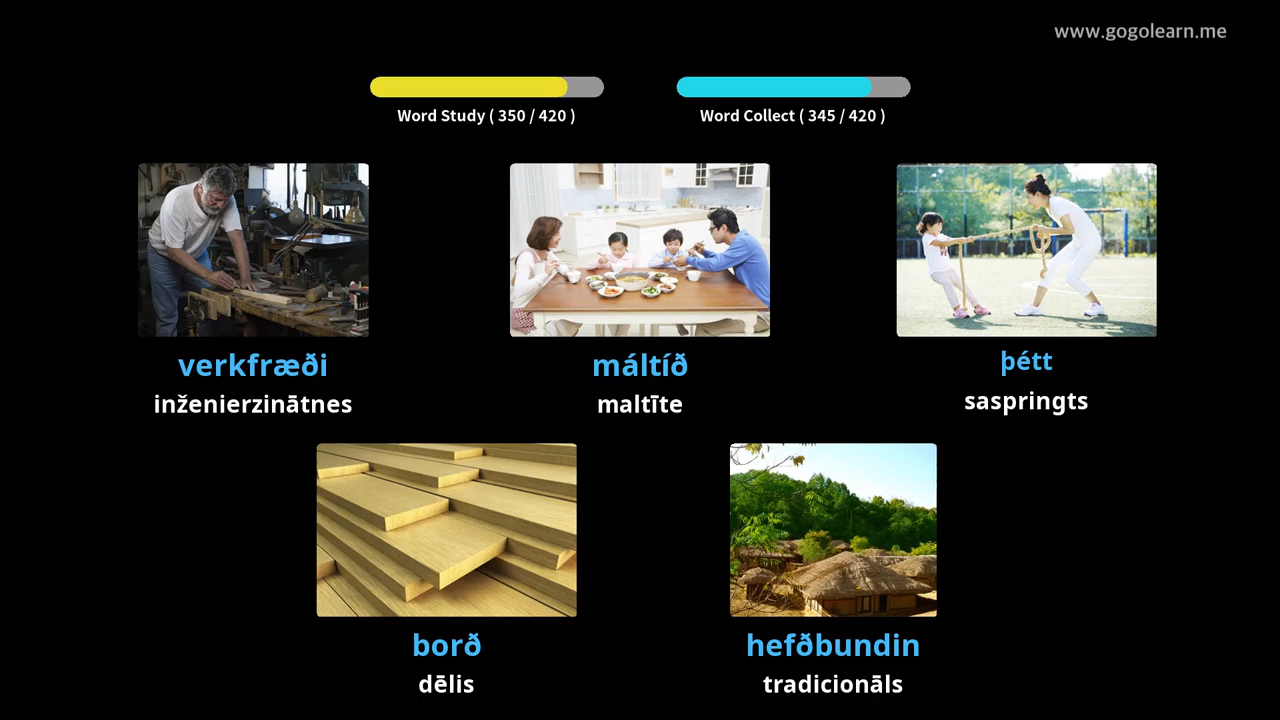 www.gogolearn.me
Word Study ( 350 / 420 )
Word Collect ( 345 / 420 )
verkfræði
inženierzinātnes
máltíð
maltīte
þétt
saspringts
borð
dēlis
hefðbundin
tradicionāls